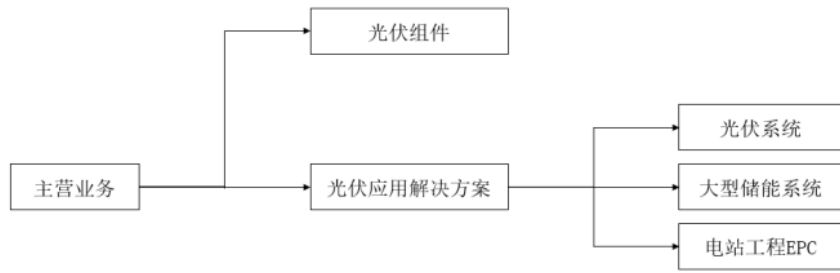 光伏组件
光伏系统
主营业务
光伏应用解决方案
大型储能系统
电站工程EPC